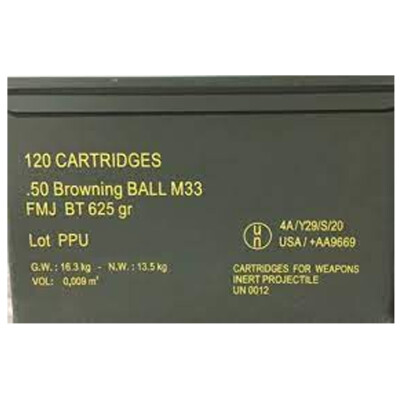 120 CARTRIDGES
.50 Browning BALL M33
FMJ BT 625 gr
Lot PPU
G.W. : 16.3 kg - N.W. : 13.5 kg
VOL: 0,009 m³
un
4A/Y29/S/20
USA/+AA9669
CARTRIDGES FOR WEAPONS
INERT PROJECTILE
UN 0012